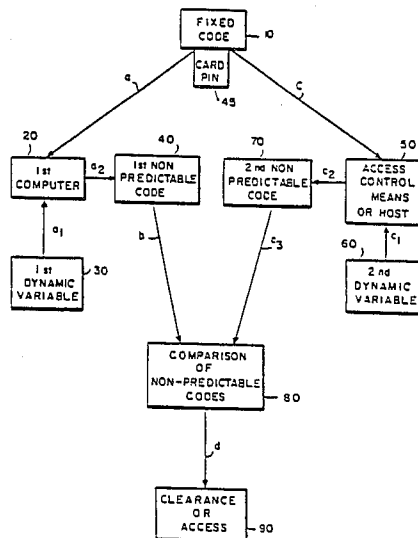 FIXED
CODE
10
CARD
PIN
45
a
C
20
40
70
50
1st
COMPUTER
a2
1st NON
PREDICTABLE
CODE
2nd NON
PREDICTABLE
CODE
c2
ACCESS
CONTROL
MEANS
OR HOST
a1
b
c3
60
c1
1st
DYNAMIC
VARIABLE
30
2nd
DYNAMIC
VARIABLE
COMPARISON
OF
NON-PREDICTABLE
CODES
80
d
CLEARANCE
OR
ACCESS
90